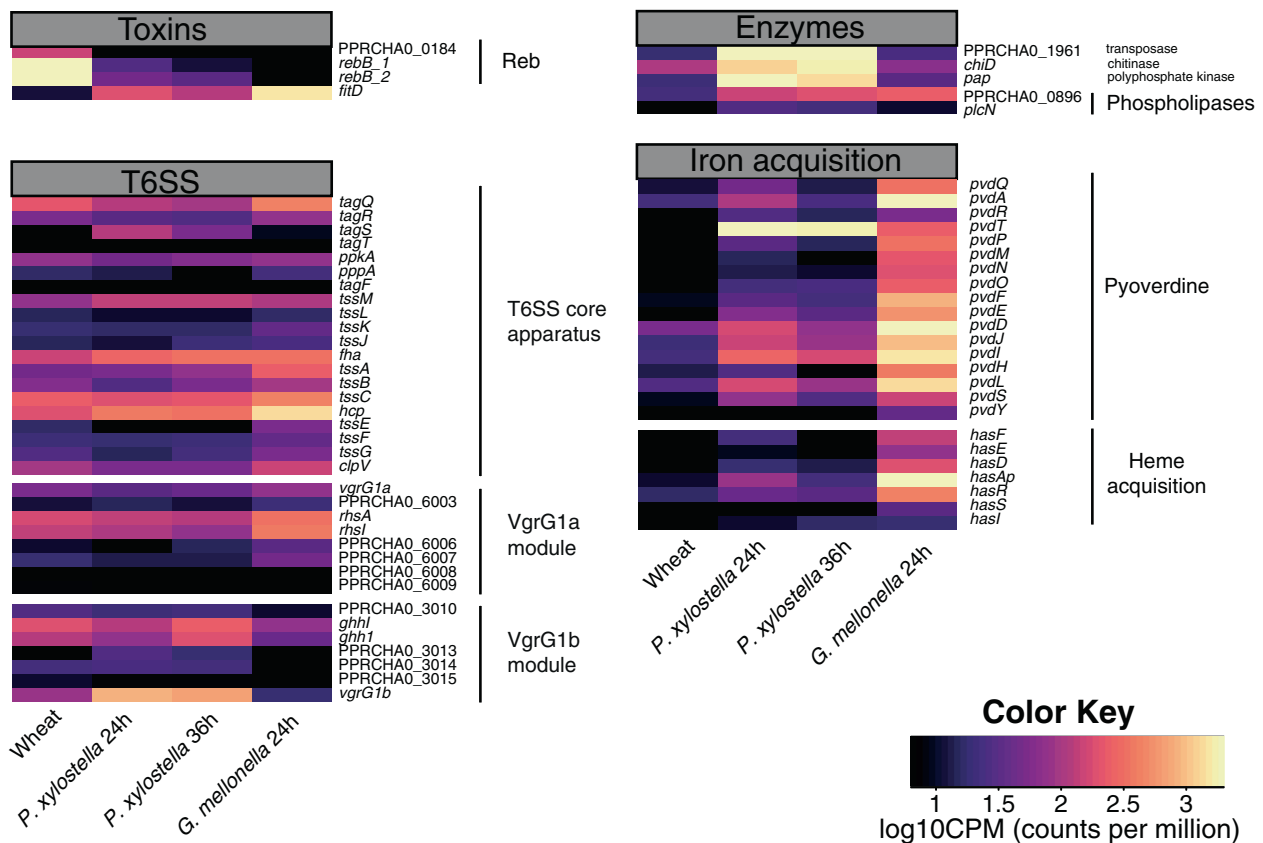 Toxins
PPRCHA0_0184
rebB_1
rebB_2
fitD
Reb
T6SS
tagQ
tagR
tagS
tagT
ppkA
pppA
tagF
tssM
tssL
tssK
tssJ
fha
tssA
tssB
tssC
hcp
tssE
tssF
tssG
clpV
T6SS core
apparatus
vgrG1a
PPRCHA0_6003
rhsA
rhsI
PPRCHA0_6006
PPRCHA0_6007
PPRCHA0_6008
PPRCHA0_6009
VgrG1a
module
PPRCHA0_3010
ghhI
ghh1
PPRCHA0_3013
PPRCHA0_3014
PPRCHA0_3015
vgrG1b
VgrG1b
module
Wheat
P. xylostella 24h
P. xylostella 36h
G. mellonella 24h
Enzymes
PPRCHA0_1961 transposase
chiD chitinase
pap polyphosphate kinase
PPRCHA0_0896
plcN
Phospholipases
Iron acquisition
pvdQ
pvdA
pvdR
pvdT
pvdP
pvdM
pvdN
pvdO
pvdF
pvdE
pvdD
pvdJ
pvdI
pvdH
pvdL
pvdS
pvdY
Pyoverdine
hasF
hasE
hasD
hasAp
hasR
hasS
hasI
Heme
acquisition
Wheat
P. xylostella 24h
P. xylostella 36h
G. mellonella 24h
Color Key
1 1.5 2 2.5 3
log10CPM (counts per million)